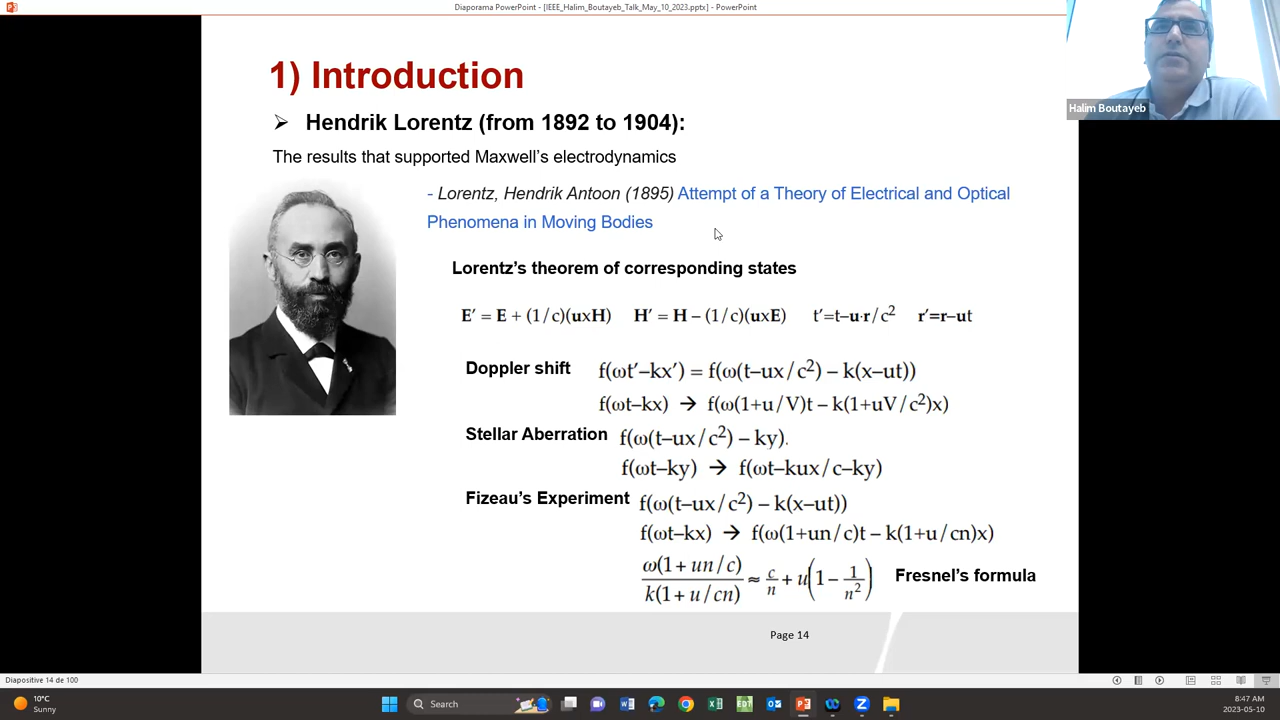 Diaporama PowerPoint - [IEEE_Halim_Boutayeb_Talk_May_10_2023.pptx] - PowerPoint
1) Introduction
Halim Boutayeb
➢ Hendrik Lorentz (from 1892 to 1904):
The results that supported Maxwell's electrodynamics
- Lorentz, Hendrik Antoon (1895) Attempt of a Theory of Electrical and Optical
Phenomena in Moving Bodies
Lorentz's theorem of corresponding states
E′ = E + (1/c)(uxH) H′ = H – (1/c)(uxE) t′=t–u·r/c² r′=r–ut
Doppler shift f(ωt′–kx′) = f(ω(t–ux/c²) – k(x–ut))
f(ωt–kx) → f(ω(1+u/V)t – k(1+uV/c²)x)
Stellar Aberration f(ω(t–ux/c²) – ky).
f(ωt–ky) → f(ωt–kux/c–ky)
Fizeau's Experiment f(ω(t–ux/c²) – k(x–ut))
f(ωt–kx) → f(ω(1+un/c)t – k(1+u/cn)x)
ω(1 + un/c)/k(1 + u/cn) ≈ c/n + u(1 – 1/n²) Fresnel's formula
Page 14
Diapositive 14 de 100
10°C
Sunny
Search
EDT
8:47 AM
2023-05-10